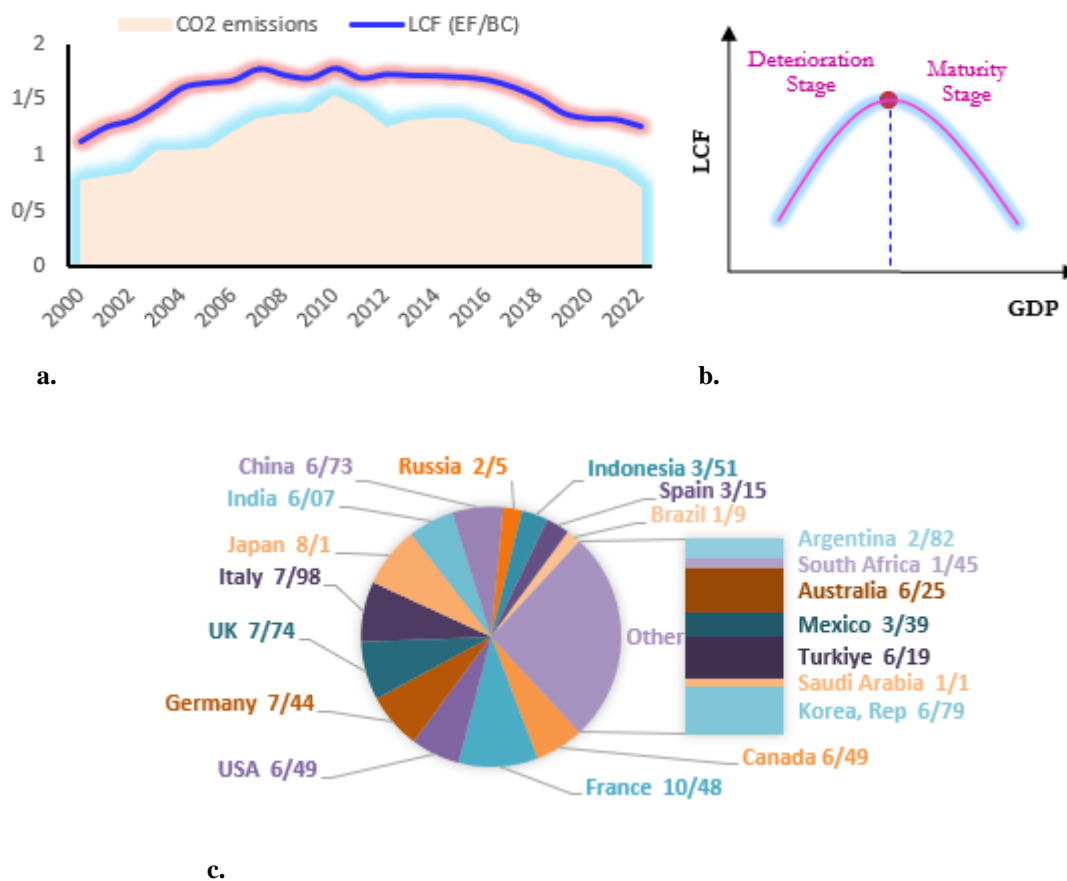 CO2 emissions
LCF (EF/BC)
2
1/5
1
0/5
0
2000
2002
2004
2006
2008
2010
2012
2014
2016
2018
2020
2022
a.
Deterioration
Stage
Maturity
Stage
LCF
GDP
b.
China 6/73
Russia 2/5
Indonesia 3/51
Spain 3/15
Brazil 1/9
India 6/07
Japan 8/1
Italy 7/98
UK 7/74
Germany 7/44
USA 6/49
France 10/48
Canada 6/49
Other
Argentina 2/82
South Africa 1/45
Australia 6/25
Mexico 3/39
Turkiye 6/19
Saudi Arabia 1/1
Korea, Rep 6/79
c.